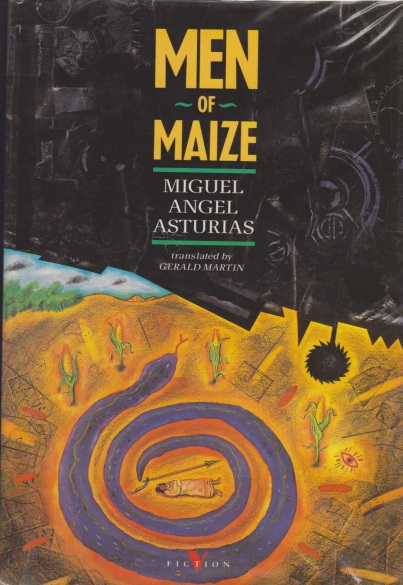 MEN
~ OF ~
MAIZE
MIGUEL
ANGEL
ASTURIAS
translated by
GERALD MARTIN
V
FICTION